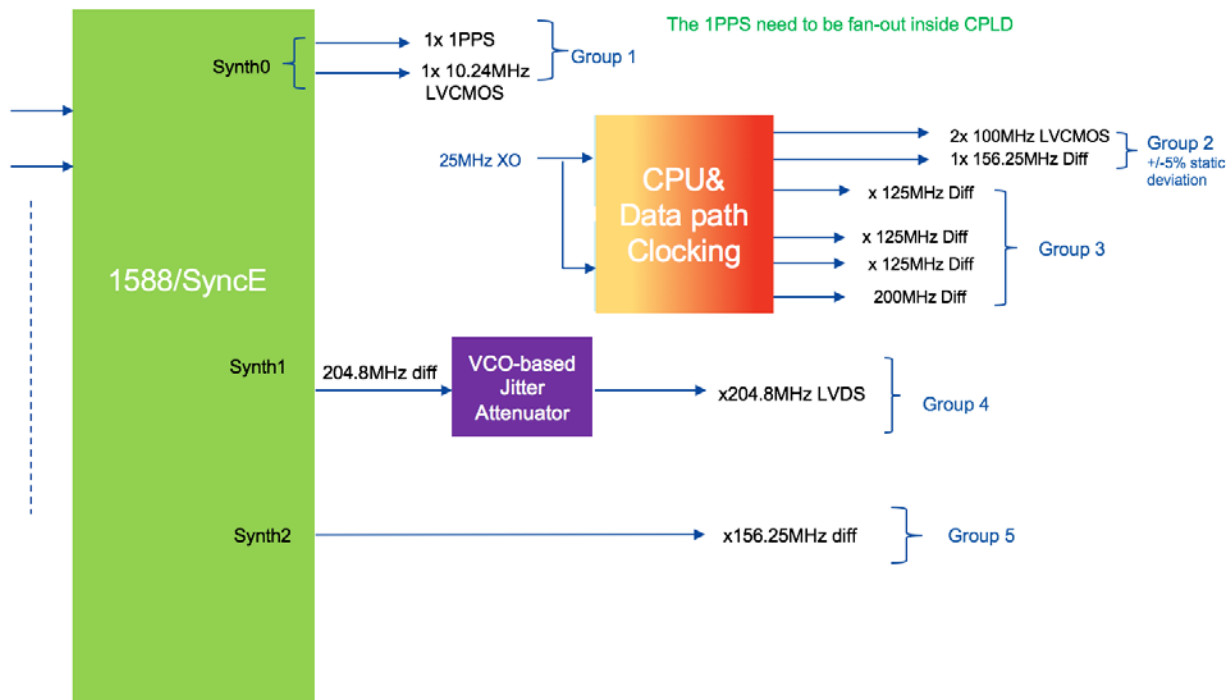 The 1PPS need to be fan-out inside CPLD
Synth0
1x 1PPS
1x 10.24MHz
LVCMOS
Group 1
25MHz XO
CPU&
Data path
Clocking
2x 100MHz LVCMOS
1x 156.25MHz Diff
Group 2
+/-5% static
deviation
x 125MHz Diff
x 125MHz Diff
x 125MHz Diff
200MHz Diff
Group 3
1588/SyncE
Synth1
204.8MHz diff
VCO-based
Jitter
Attenuator
x204.8MHz LVDS
Group 4
Synth2
x156.25MHz diff
Group 5